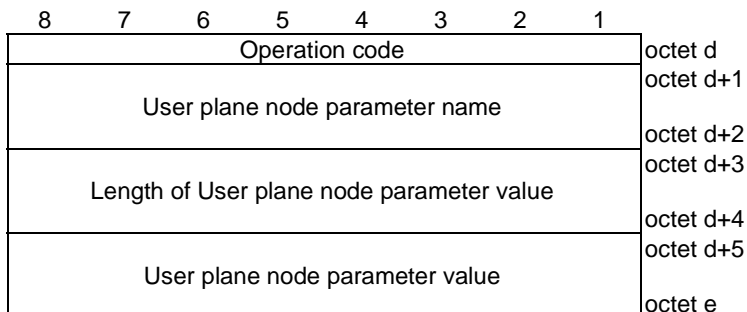 8 7 6 5 4 3 2 1
Operation code octet d
octet d+1
User plane node parameter name
octet d+2
octet d+3
Length of User plane node parameter value
octet d+4
octet d+5
User plane node parameter value
octet e